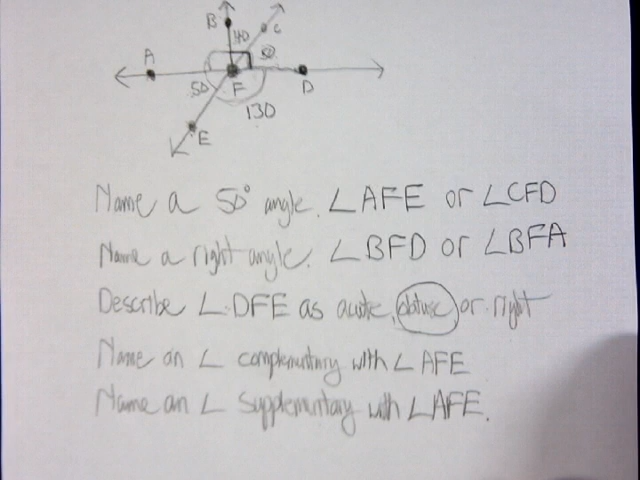 B
40
C
50
A
50
F
D
130
E
Name a 50° angle. ∠AFE or ∠CFD
Name a right angle. ∠BFD or ∠BFA
Describe ∠DFE as acute, obtuse, or right
Name an ∠ complementary with ∠AFE
Name an ∠ supplementary with ∠AFE.